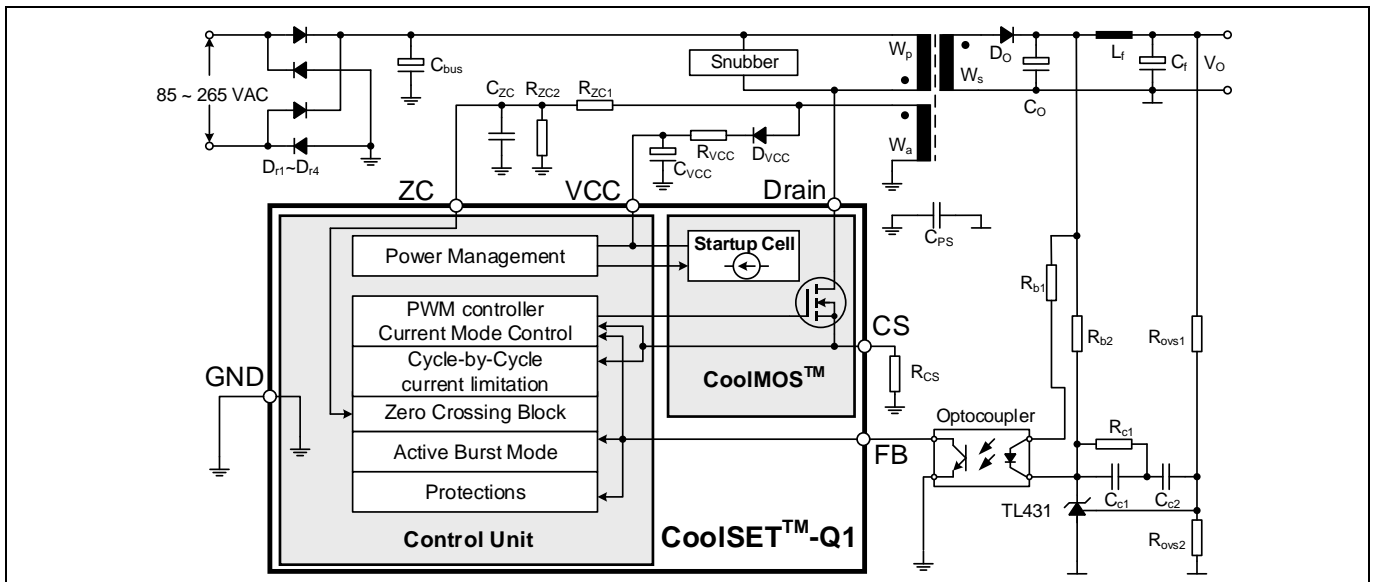 85 ~ 265 VAC
Dr1~Dr4
Cbus
CZC
RZC2
RZC1
Snubber
Wp
Ws
Wa
DO
CO
Lf
Cf
VO
RVCC
DVCC
CVCC
ZC
VCC
Drain
CPS
Power Management
Startup Cell
PWM controller
Current Mode Control
Cycle-by-Cycle
current limitation
Zero Crossing Block
Active Burst Mode
Protections
Control Unit
CoolMOS™
CoolSET™-Q1
GND
CS
RCS
FB
Optocoupler
Rb1
Rb2
Rovs1
Rc1
Cc1
Cc2
TL431
Rovs2